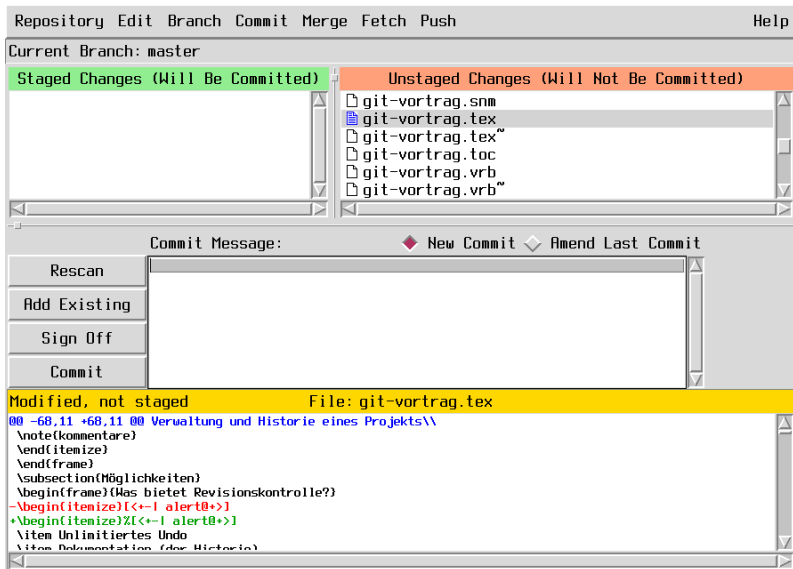 Repository Edit Branch Commit Merge Fetch Push Help
Current Branch: master
Staged Changes (Will Be Committed)
Unstaged Changes (Will Not Be Committed)
git-vortrag.snm
git-vortrag.tex
git-vortrag.tex~
git-vortrag.toc
git-vortrag.vrb
git-vortrag.vrb~
Commit Message:
New Commit
Amend Last Commit
Rescan
Add Existing
Sign Off
Commit
Modified, not staged File: git-vortrag.tex
@@ -68,11 +68,11 @@ Verwaltung und Historie eines Projekts\\
\note{kommentare}
\end{itemize}
\end{frame}
\subsection{Möglichkeiten}
\begin{frame}{Was bietet Revisionskontrolle?}
-\begin{itemize}[<+-| alert@+>]
+\begin{itemize}%[<+-| alert@+>]
\item Unlimitiertes Undo
\item Dokumentation (der Historie)